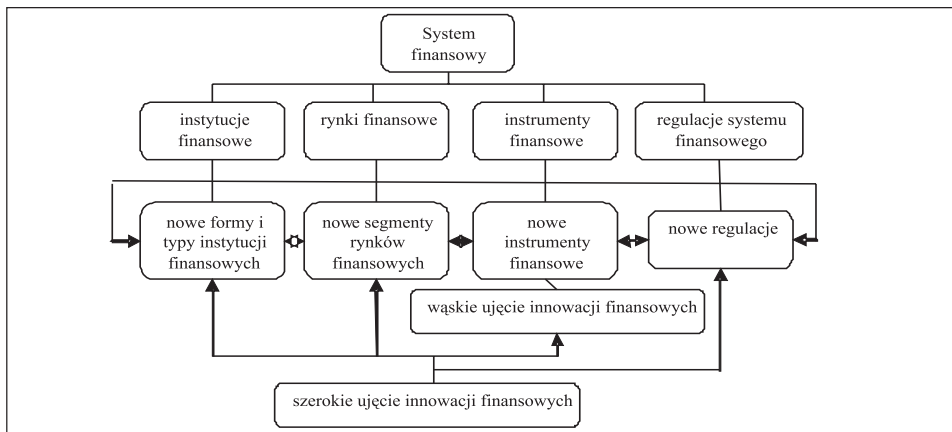 System
finansowy
instytucje
finansowe
rynki finansowe
instrumenty
finansowe
regulacje systemu
finansowego
nowe formy i
typy instytucji
finansowych
nowe segmenty
rynków
finansowych
nowe
instrumenty
finansowe
nowe regulacje
wąskie ujęcie innowacji finansowych
szerokie ujęcie innowacji finansowych